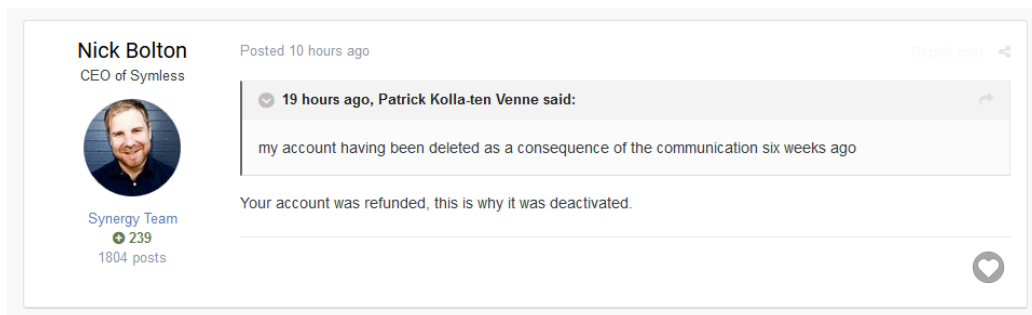 Nick Bolton
CEO of Symless
Synergy Team
239
1804 posts
Posted 10 hours ago
Report post
19 hours ago, Patrick Kolla-ten Venne said:
my account having been deleted as a consequence of the communication six weeks ago
Your account was refunded, this is why it was deactivated.